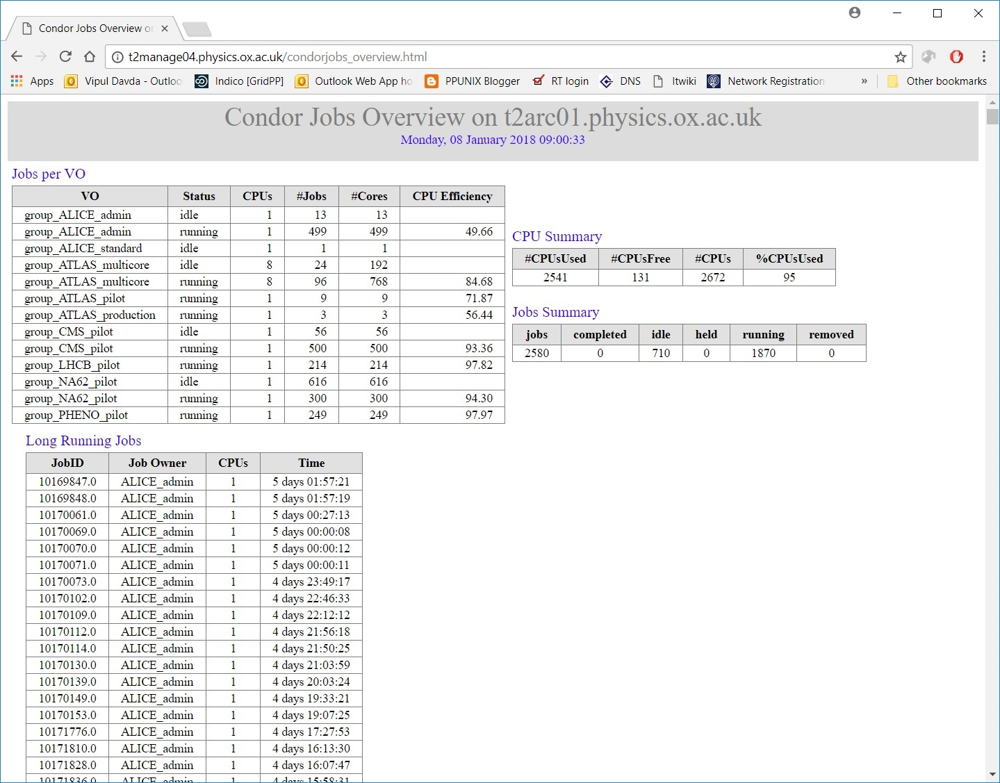 Condor Jobs Overview o
t2manage04.physics.ox.ac.uk/condorjobs_overview.html
Apps Vipul Davda - Outloo Indico [GridPP] Outlook Web App ho PPUNIX Blogger RT login DNS Itwiki Network Registration » Other bookmarks
Condor Jobs Overview on t2arc01.physics.ox.ac.uk
Monday, 08 January 2018 09:00:33
Jobs per VO
VO Status CPUs #Jobs #Cores CPU Efficiency
group_ALICE_admin idle 1 13 13
group_ALICE_admin running 1 499 499 49.66
group_ALICE_standard idle 1 1 1
group_ATLAS_multicore idle 8 24 192
group_ATLAS_multicore running 8 96 768 84.68
group_ATLAS_pilot running 1 9 9 71.87
group_ATLAS_production running 1 3 3 56.44
group_CMS_pilot idle 1 56 56
group_CMS_pilot running 1 500 500 93.36
group_LHCB_pilot running 1 214 214 97.82
group_NA62_pilot idle 1 616 616
group_NA62_pilot running 1 300 300 94.30
group_PHENO_pilot running 1 249 249 97.97
CPU Summary
#CPUsUsed #CPUsFree #CPUs %CPUsUsed
2541 131 2672 95
Jobs Summary
jobs completed idle held running removed
2580 0 710 0 1870 0
Long Running Jobs
JobID Job Owner CPUs Time
10169847.0 ALICE_admin 1 5 days 01:57:21
10169848.0 ALICE_admin 1 5 days 01:57:19
10170061.0 ALICE_admin 1 5 days 00:27:13
10170069.0 ALICE_admin 1 5 days 00:00:08
10170070.0 ALICE_admin 1 5 days 00:00:12
10170071.0 ALICE_admin 1 5 days 00:00:11
10170073.0 ALICE_admin 1 4 days 23:49:17
10170102.0 ALICE_admin 1 4 days 22:46:33
10170109.0 ALICE_admin 1 4 days 22:12:12
10170112.0 ALICE_admin 1 4 days 21:56:18
10170114.0 ALICE_admin 1 4 days 21:50:25
10170130.0 ALICE_admin 1 4 days 21:03:59
10170139.0 ALICE_admin 1 4 days 20:03:24
10170149.0 ALICE_admin 1 4 days 19:33:21
10170153.0 ALICE_admin 1 4 days 19:07:25
10171776.0 ALICE_admin 1 4 days 17:27:53
10171810.0 ALICE_admin 1 4 days 16:13:30
10171828.0 ALICE_admin 1 4 days 16:07:47
10171836.0 ALICE_admin 1 4 days 15:58:31